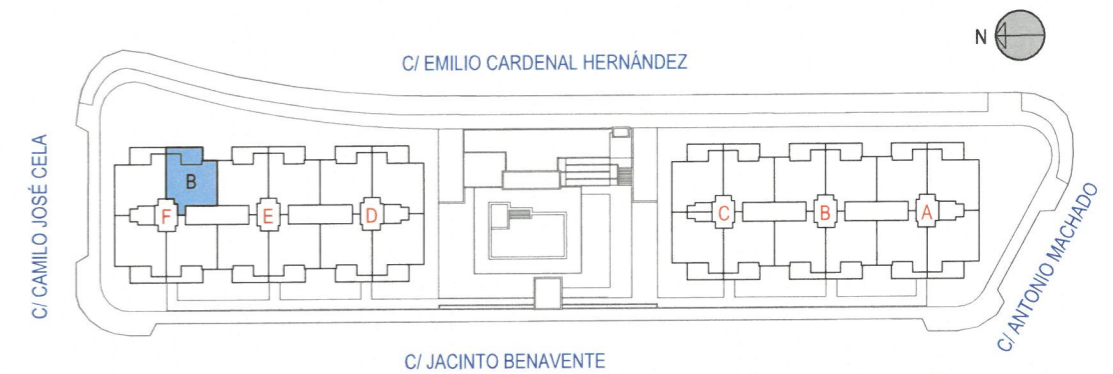 N
C/ EMILIO CARDENAL HERNÁNDEZ
C/ CAMILO JOSÉ CELA
B
F
E
D
C
B
A
C/ ANTONIO MACHADO
C/ JACINTO BENAVENTE